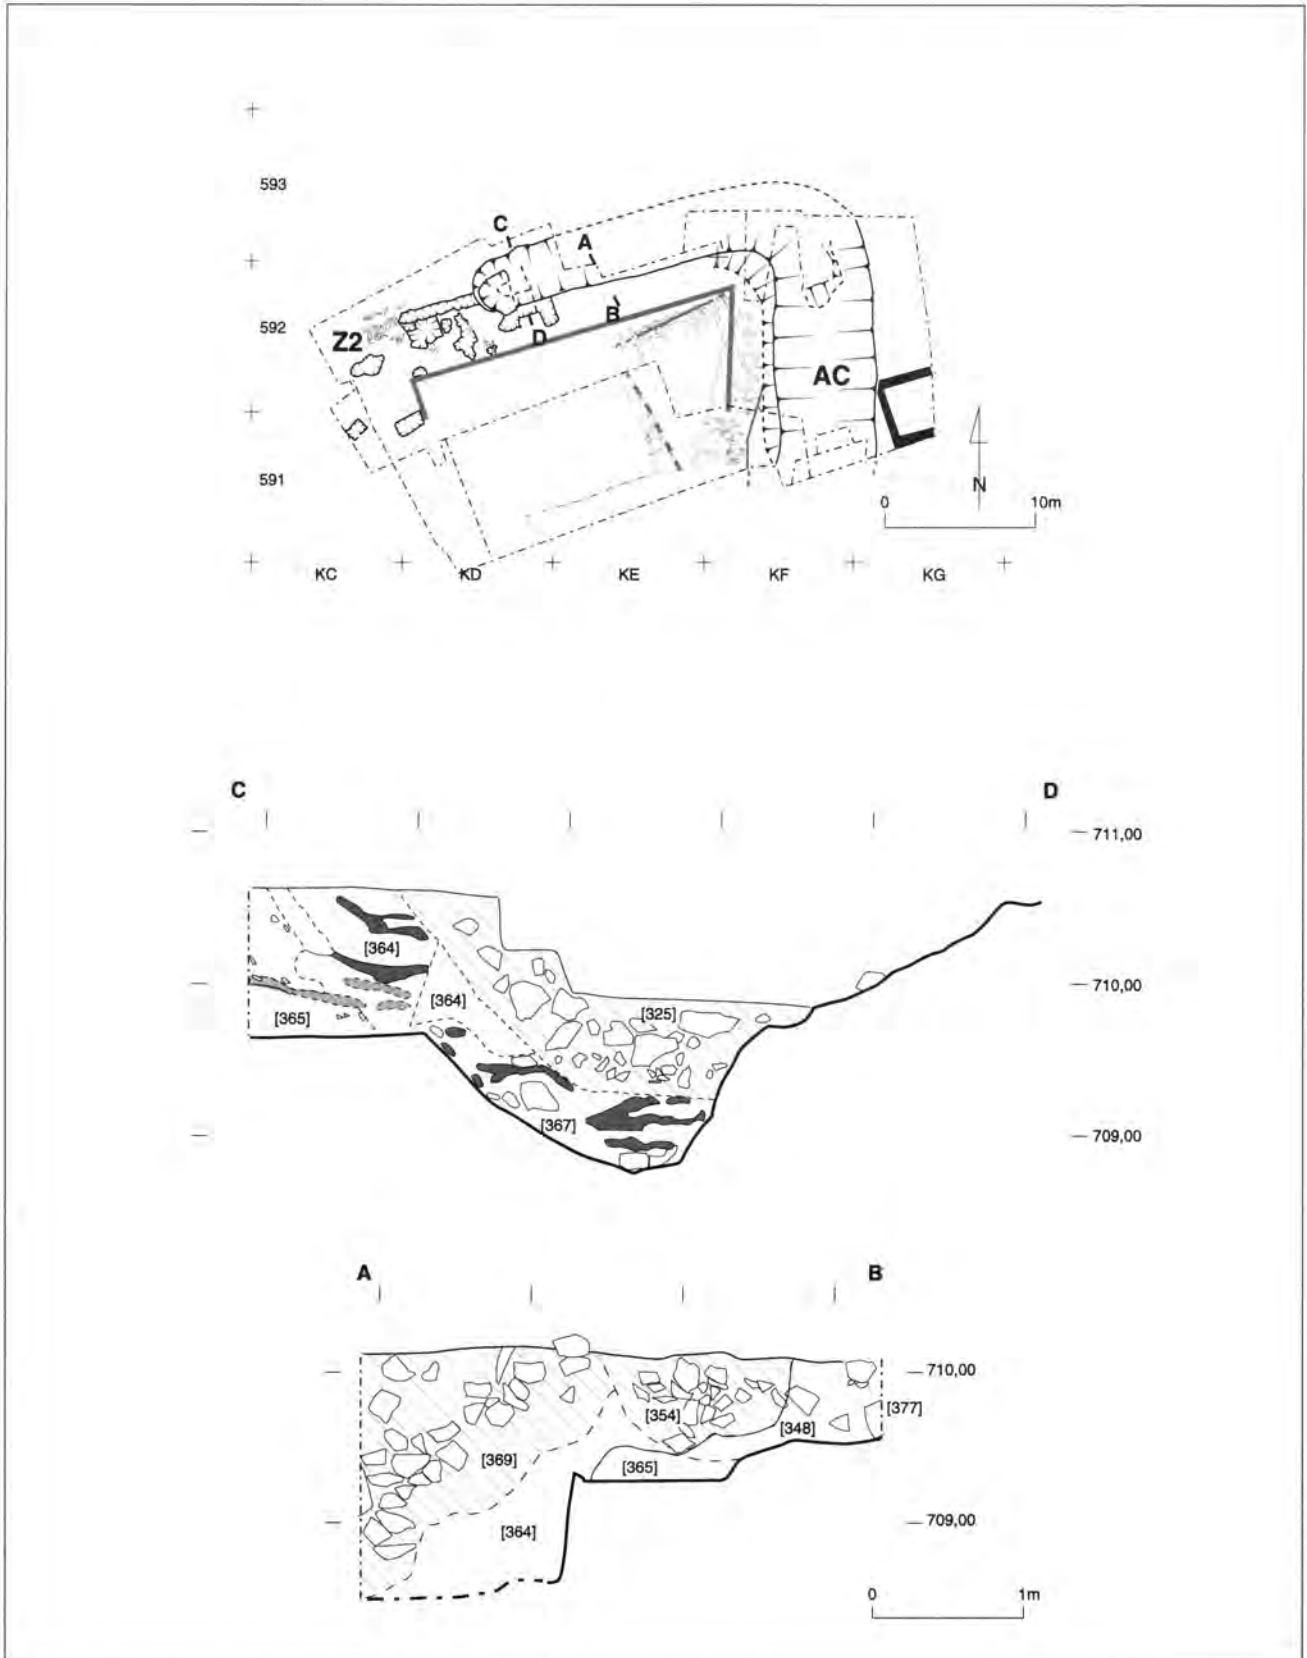 593
C
A
592
B
Z2
D
AC
591
N
0 10m
KC KD KE KF KG
C D
711,00
[364]
710,00
[364]
[325]
[365]
[367]
709,00
A B
710,00
[377]
[354]
[348]
[369]
[365]
709,00
[364]
0 1m